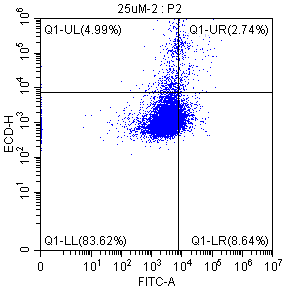 25uM-2 : P2
Q1-UL(4.99%) Q1-UR(2.74%)
10^6
10^5
10^4
10^3
10^2
10^1
0
ECD-H
Q1-LL(83.62%) Q1-LR(8.64%)
0 10^1 10^2 10^3 10^4 10^5 10^6 10^7
FITC-A